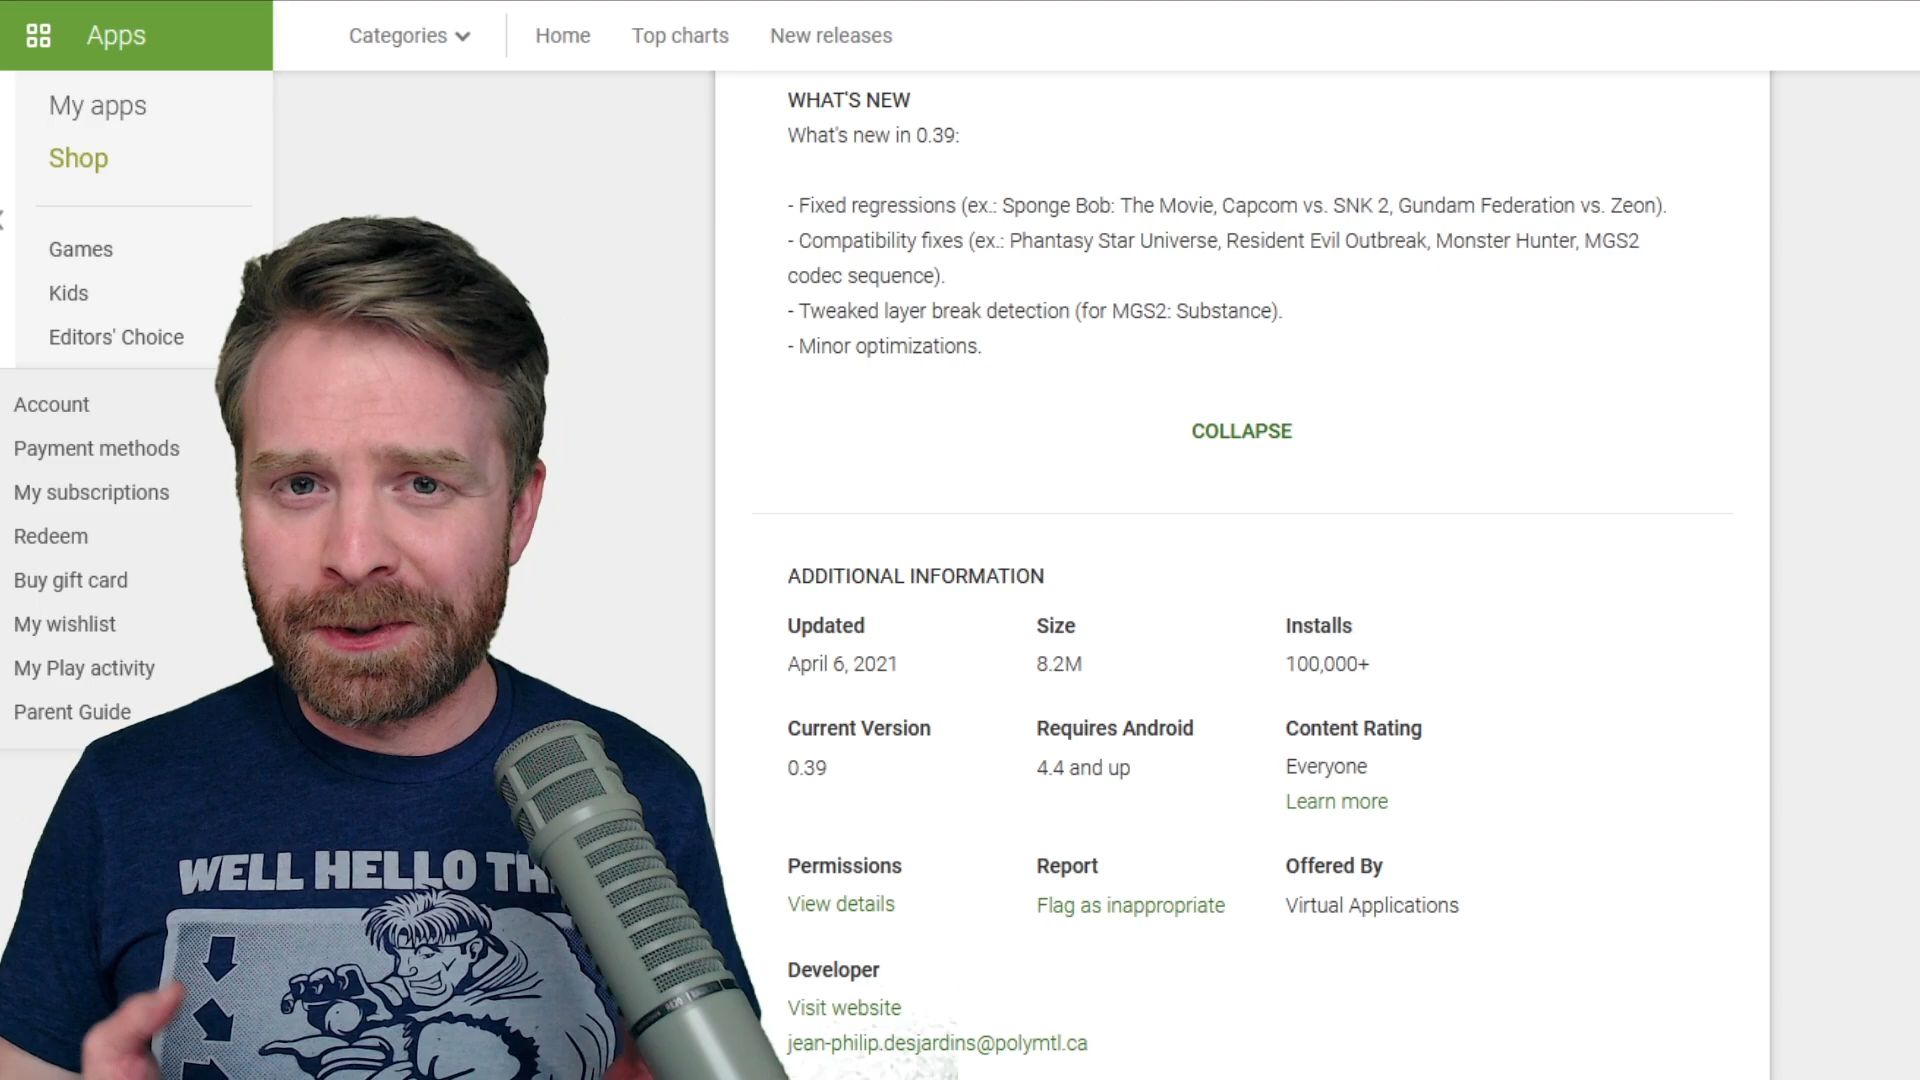 Apps
Categories
Home
Top charts
New releases
My apps
Shop
Games
Kids
Editors' Choice
Account
Payment methods
My subscriptions
Redeem
Buy gift card
My wishlist
My Play activity
Parent Guide
WHAT'S NEW
What's new in 0.39:
- Fixed regressions (ex.: Sponge Bob: The Movie, Capcom vs. SNK 2, Gundam Federation vs. Zeon).
- Compatibility fixes (ex.: Phantasy Star Universe, Resident Evil Outbreak, Monster Hunter, MGS2
codec sequence).
- Tweaked layer break detection (for MGS2: Substance).
- Minor optimizations.
COLLAPSE
ADDITIONAL INFORMATION
Updated
April 6, 2021
Size
8.2M
Installs
100,000+
Current Version
0.39
Requires Android
4.4 and up
Content Rating
Everyone
Learn more
Permissions
View details
Report
Flag as inappropriate
Offered By
Virtual Applications
Developer
Visit website
jean-philip.desjardins@polymtl.ca
WELL HELLO TH